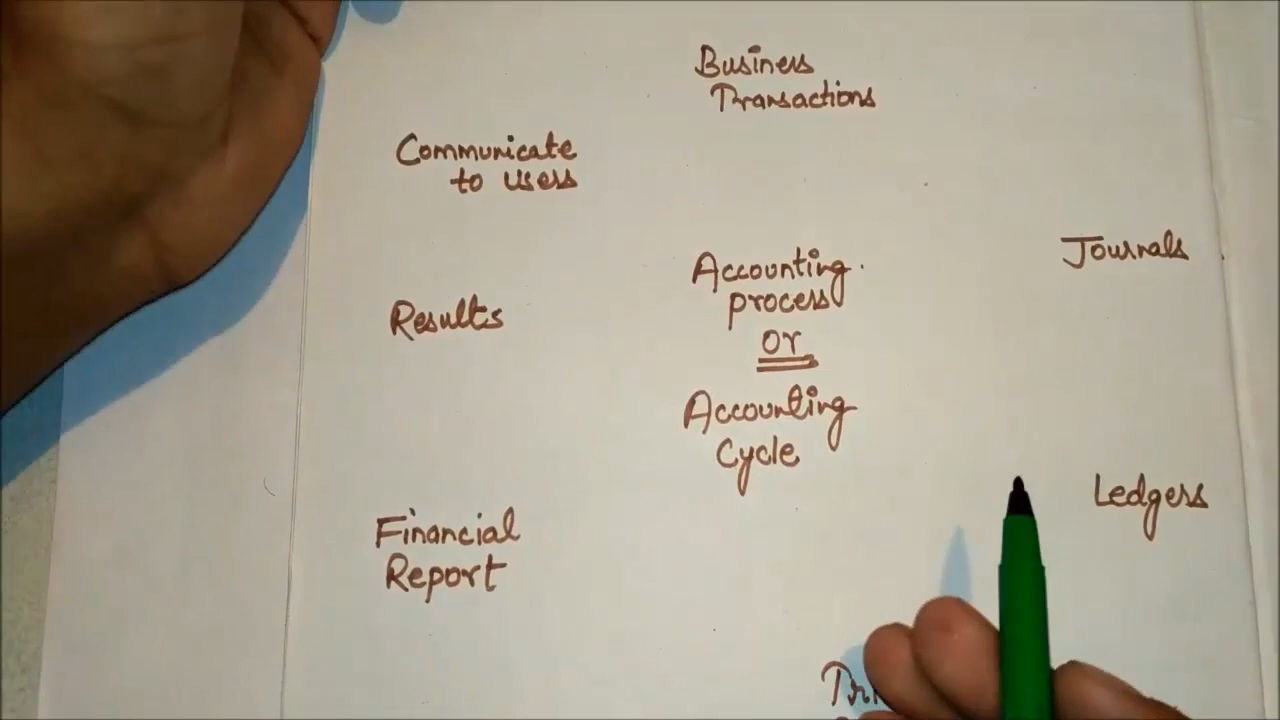 Business
Transactions
Communicate
to users
Journals
Accounting
process
or
Accounting
Cycle
Results
Ledgers
Financial
Report